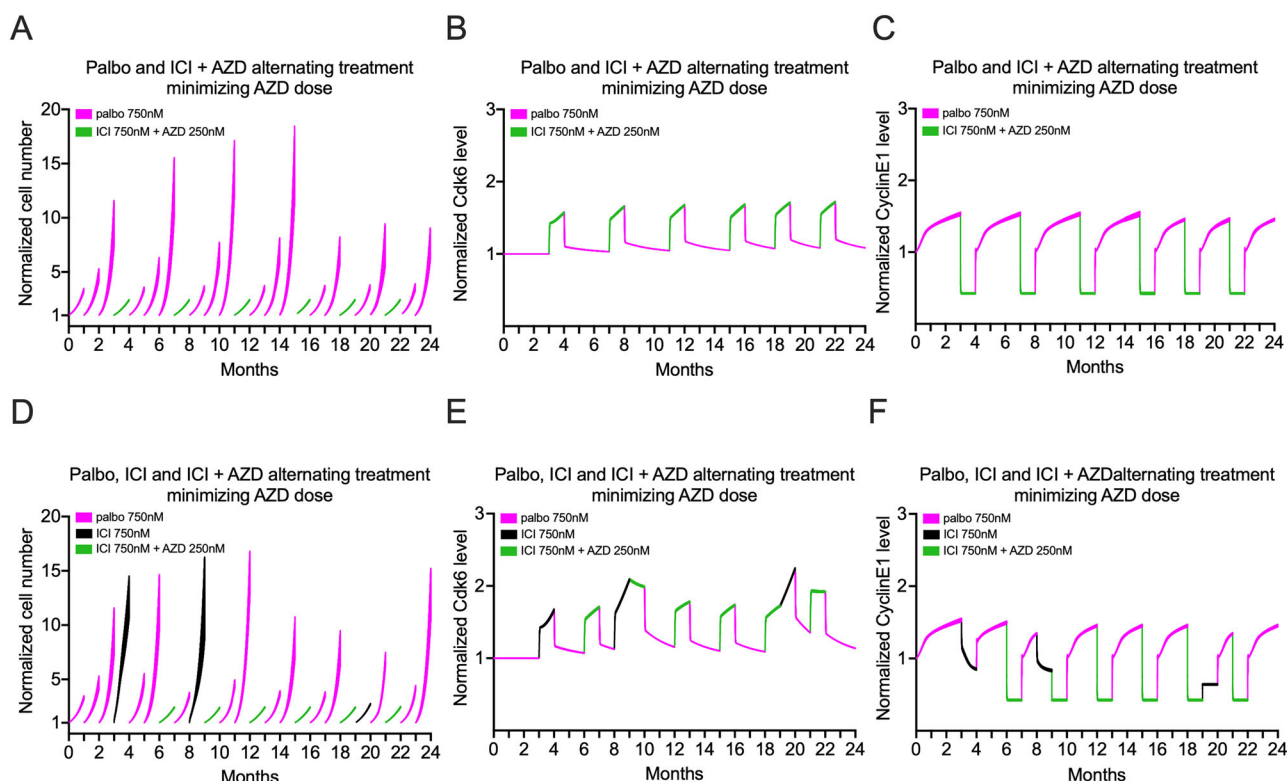 A
Palbo and ICI + AZD alternating treatment
minimizing AZD dose
palbo 750nM
ICI 750nM + AZD 250nM
Normalized cell number
20
15
10
5
1
0 2 4 6 8 10 12 14 16 18 20 22 24
Months
B
Palbo and ICI + AZD alternating treatment
minimizing AZD dose
palbo 750nM
ICI 750nM + AZD 250nM
Normalized Cdk6 level
3
2
1
0 2 4 6 8 10 12 14 16 18 20 22 24
Months
C
Palbo and ICI + AZD alternating treatment
minimizing AZD dose
palbo 750nM
ICI 750nM + AZD 250nM
Normalized CyclinE1 level
3
2
1
0 2 4 6 8 10 12 14 16 18 20 22 24
Months
D
Palbo, ICI and ICI + AZD alternating treatment
minimizing AZD dose
palbo 750nM
ICI 750nM
ICI 750nM + AZD 250nM
Normalized cell number
20
15
10
5
1
0 2 4 6 8 10 12 14 16 18 20 22 24
Months
E
Palbo, ICI and ICI + AZD alternating treatment
minimizing AZD dose
palbo 750nM
ICI 750nM
ICI 750nM + AZD 250nM
Normalized Cdk6 level
3
2
1
0 2 4 6 8 10 12 14 16 18 20 22 24
Months
F
Palbo, ICI and ICI + AZDalternating treatment
minimizing AZD dose
palbo 750nM
ICI 750nM
ICI 750nM + AZD 250nM
Normalized CyclinE1 level
3
2
1
0 2 4 6 8 10 12 14 16 18 20 22 24
Months